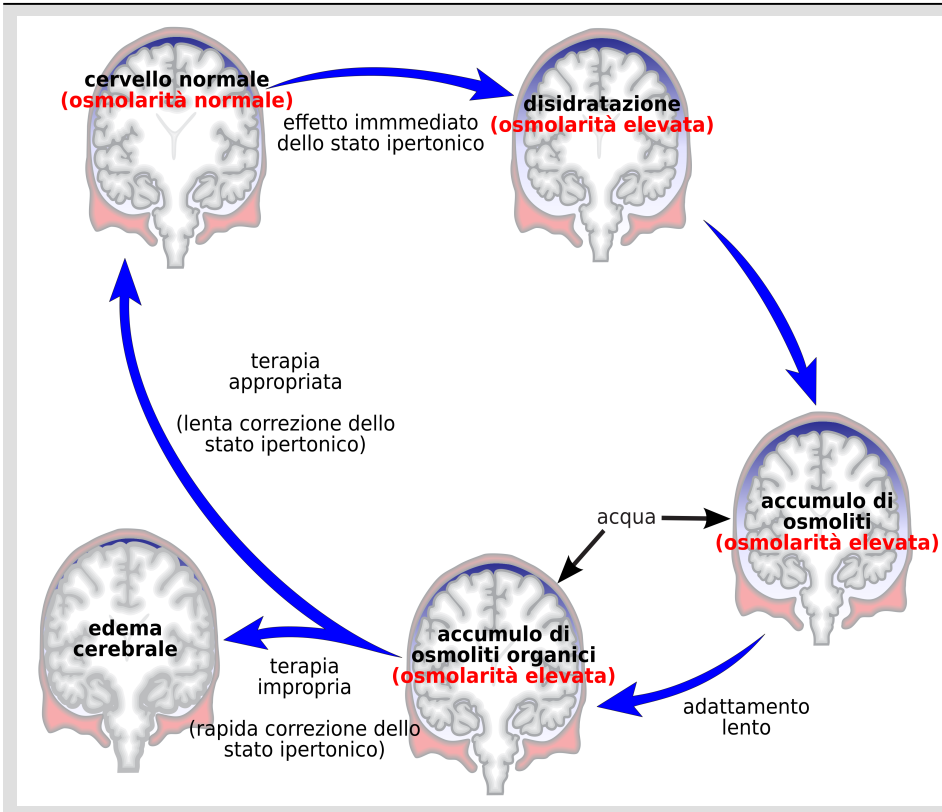 cervello normale
(osmolarità normale)
effetto immmediato
dello stato ipertonico
disidratazione
(osmolarità elevata)
accumulo di
osmoliti
(osmolarità elevata)
acqua
adattamento
lento
accumulo di
osmoliti organici
(osmolarità elevata)
terapia
appropriata
(lenta correzione dello
stato ipertonico)
terapia
impropria
(rapida correzione dello
stato ipertonico)
edema
cerebrale